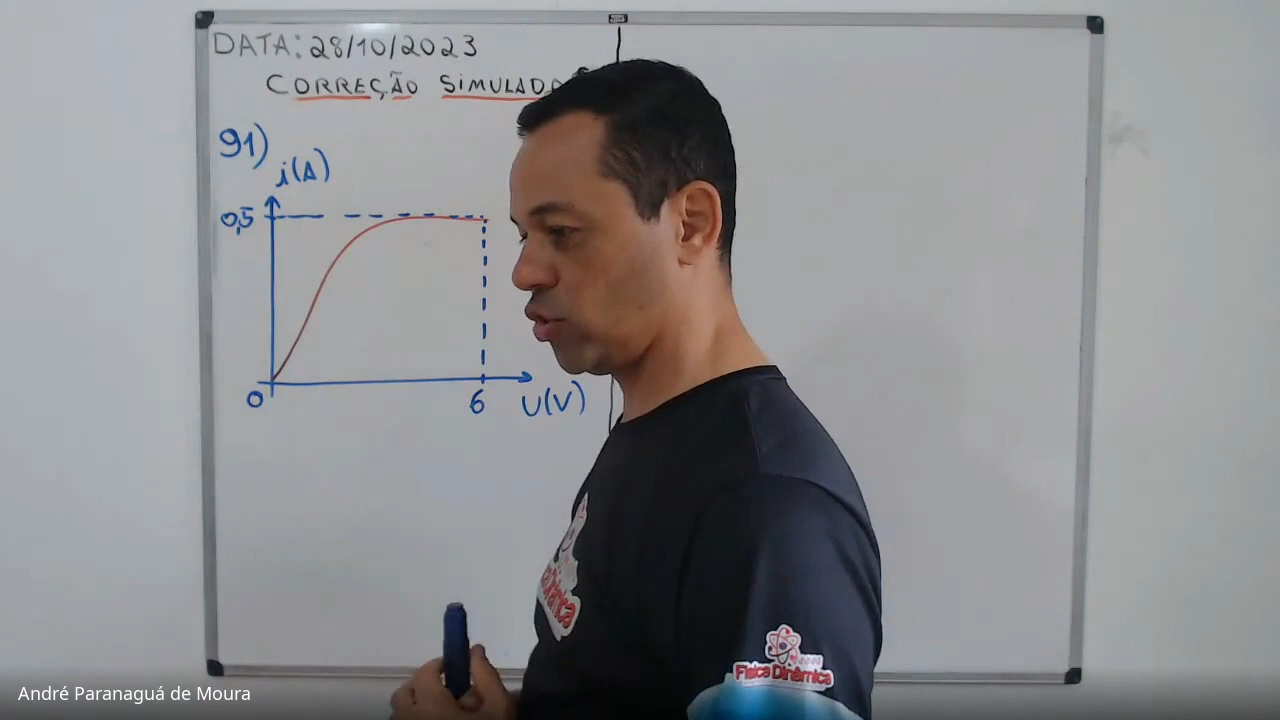 DATA: 28/10/2023
CORREÇÃO SIMULADO
91)
i(A)
0,5
0
6
U(V)
Física Dinâmica
André Paranaguá de Moura